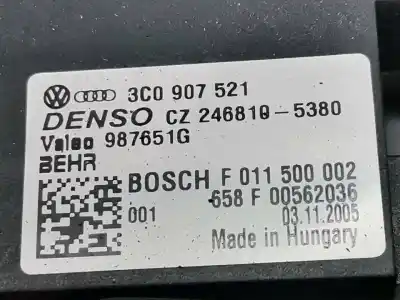 3C0 907 521
DENSO CZ 246810-5380
Valeo 987651G
BEHR
BOSCH F 011 500 002
001 658 F 00562036
03.11.2005
Made in Hungary